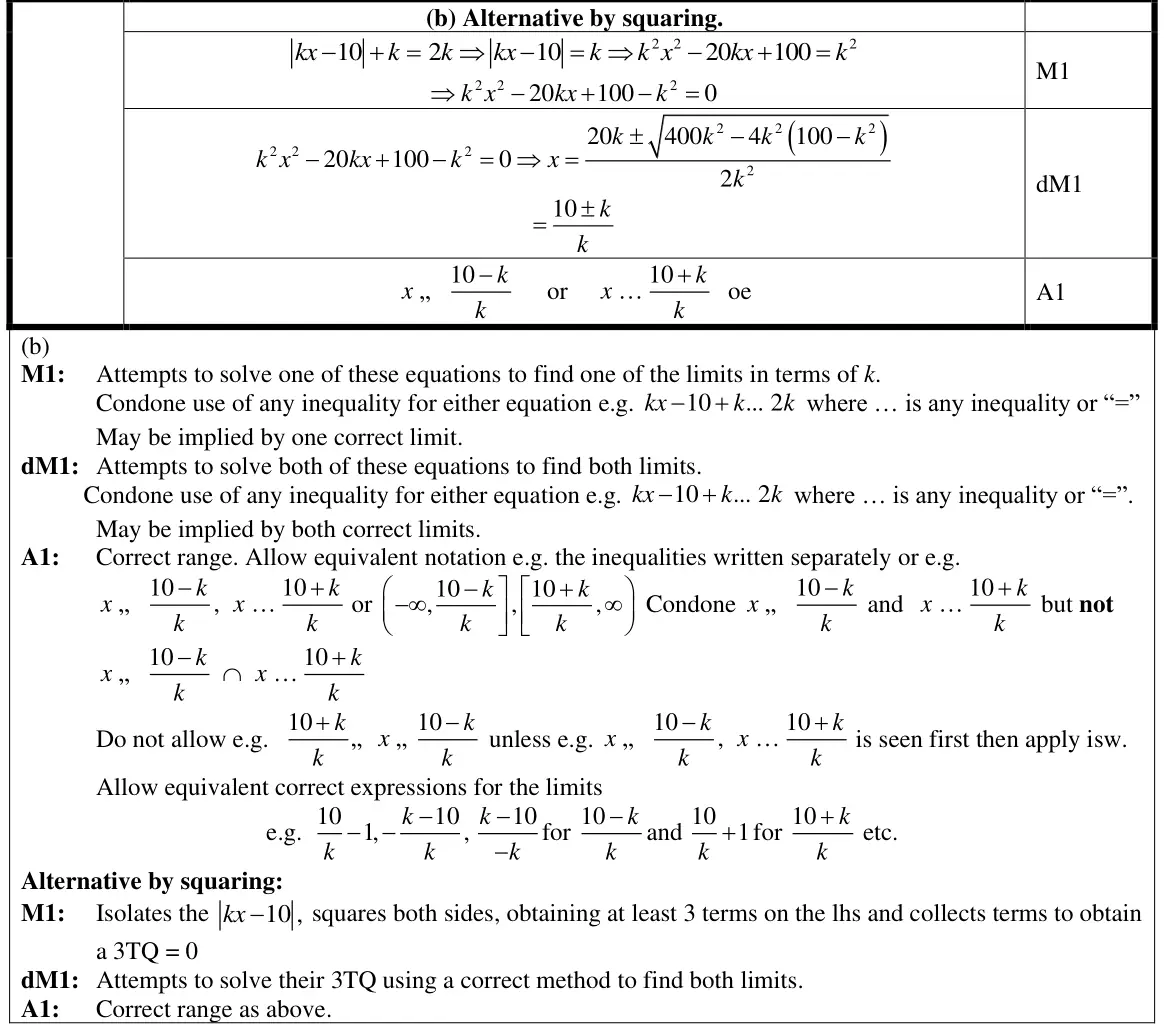 (b) Alternative by squaring.
|kx−10| + k = 2k ⇒ |kx−10| = k ⇒ k²x² − 20kx + 100 = k²
⇒ k²x² − 20kx + 100 − k² = 0
M1
k²x² − 20kx + 100 − k² = 0 ⇒ x = (20k ± √(400k² − 4k²(100 − k²))) / 2k²
= (10 ± k)/k
dM1
x „ (10 − k)/k or x … (10 + k)/k oe
A1
(b)
M1: Attempts to solve one of these equations to find one of the limits in terms of k.
Condone use of any inequality for either equation e.g. kx − 10 + k... 2k where … is any inequality or “=”
May be implied by one correct limit.
dM1: Attempts to solve both of these equations to find both limits.
Condone use of any inequality for either equation e.g. kx − 10 + k... 2k where … is any inequality or “=”.
May be implied by both correct limits.
A1: Correct range. Allow equivalent notation e.g. the inequalities written separately or e.g.
x „ (10 − k)/k, x … (10 + k)/k or (−∞, (10 − k)/k], [(10 + k)/k, ∞) Condone x „ (10 − k)/k and x … (10 + k)/k but not
x „ (10 − k)/k ∩ x … (10 + k)/k
Do not allow e.g. (10 + k)/k „ x „ (10 − k)/k unless e.g. x „ (10 − k)/k, x … (10 + k)/k is seen first then apply isw.
Allow equivalent correct expressions for the limits
e.g. 10/k − 1, −(k − 10)/k, (k − 10)/−k for (10 − k)/k and 10/k + 1 for (10 + k)/k etc.
Alternative by squaring:
M1: Isolates the |kx − 10|, squares both sides, obtaining at least 3 terms on the lhs and collects terms to obtain
a 3TQ = 0
dM1: Attempts to solve their 3TQ using a correct method to find both limits.
A1: Correct range as above.